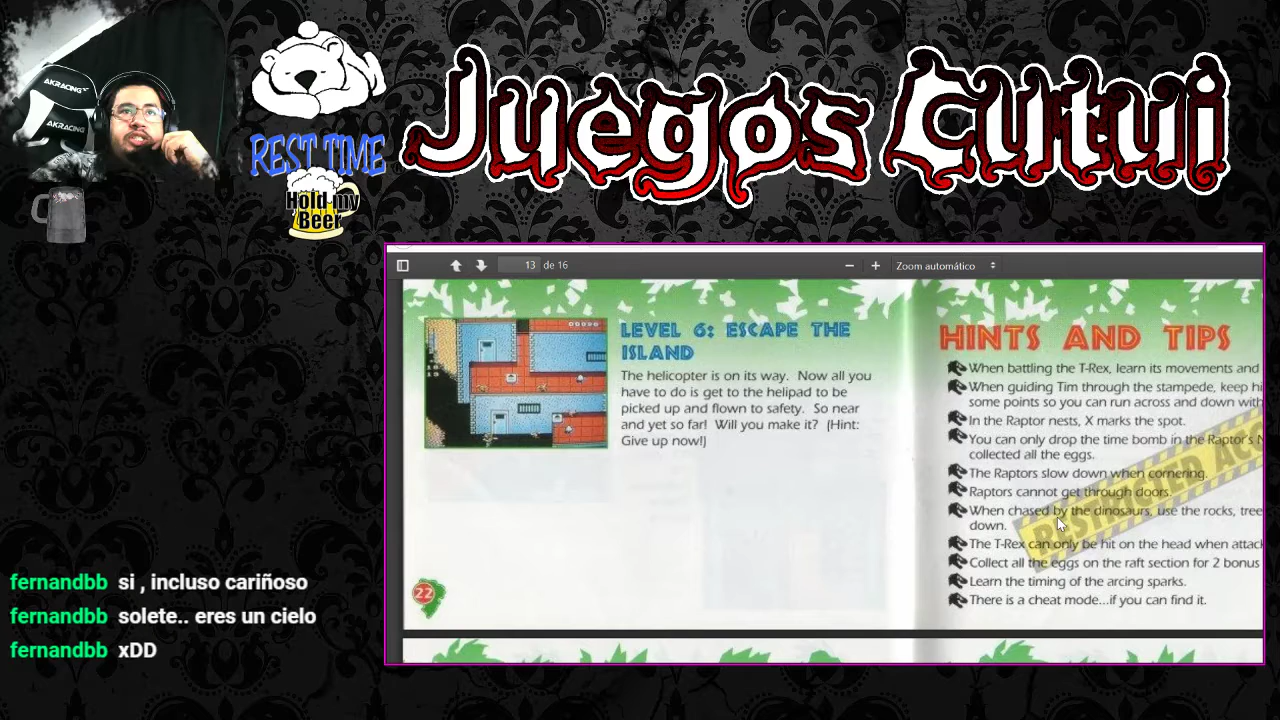 AKRACING
AKRACING
REST TIME
Hold my
Beer
Juegos Cutui
13 de 16
Zoom automático
LEVEL 6: ESCAPE THE
ISLAND
The helicopter is on its way. Now all you
have to do is get to the helipad to be
picked up and flown to safety. So near
and yet so far! Will you make it? (Hint:
Give up now!)
22
HINTS AND TIPS
When battling the T-Rex, learn its movements and
When guiding Tim through the stampede, keep hi
some points so you can run across and down with
In the Raptor nests, X marks the spot.
You can only drop the time bomb in the Raptor's N
collected all the eggs.
The Raptors slow down when cornering.
Raptors cannot get through doors.
When chased by the dinosaurs, use the rocks, tree
down.
The T-Rex can only be hit on the head when attack
Collect all the eggs on the raft section for 2 bonus
Learn the timing of the arcing sparks.
There is a cheat mode...if you can find it.
RESTRICTED ACC
fernandbb si , incluso cariñoso
fernandbb solete.. eres un cielo
fernandbb xDD